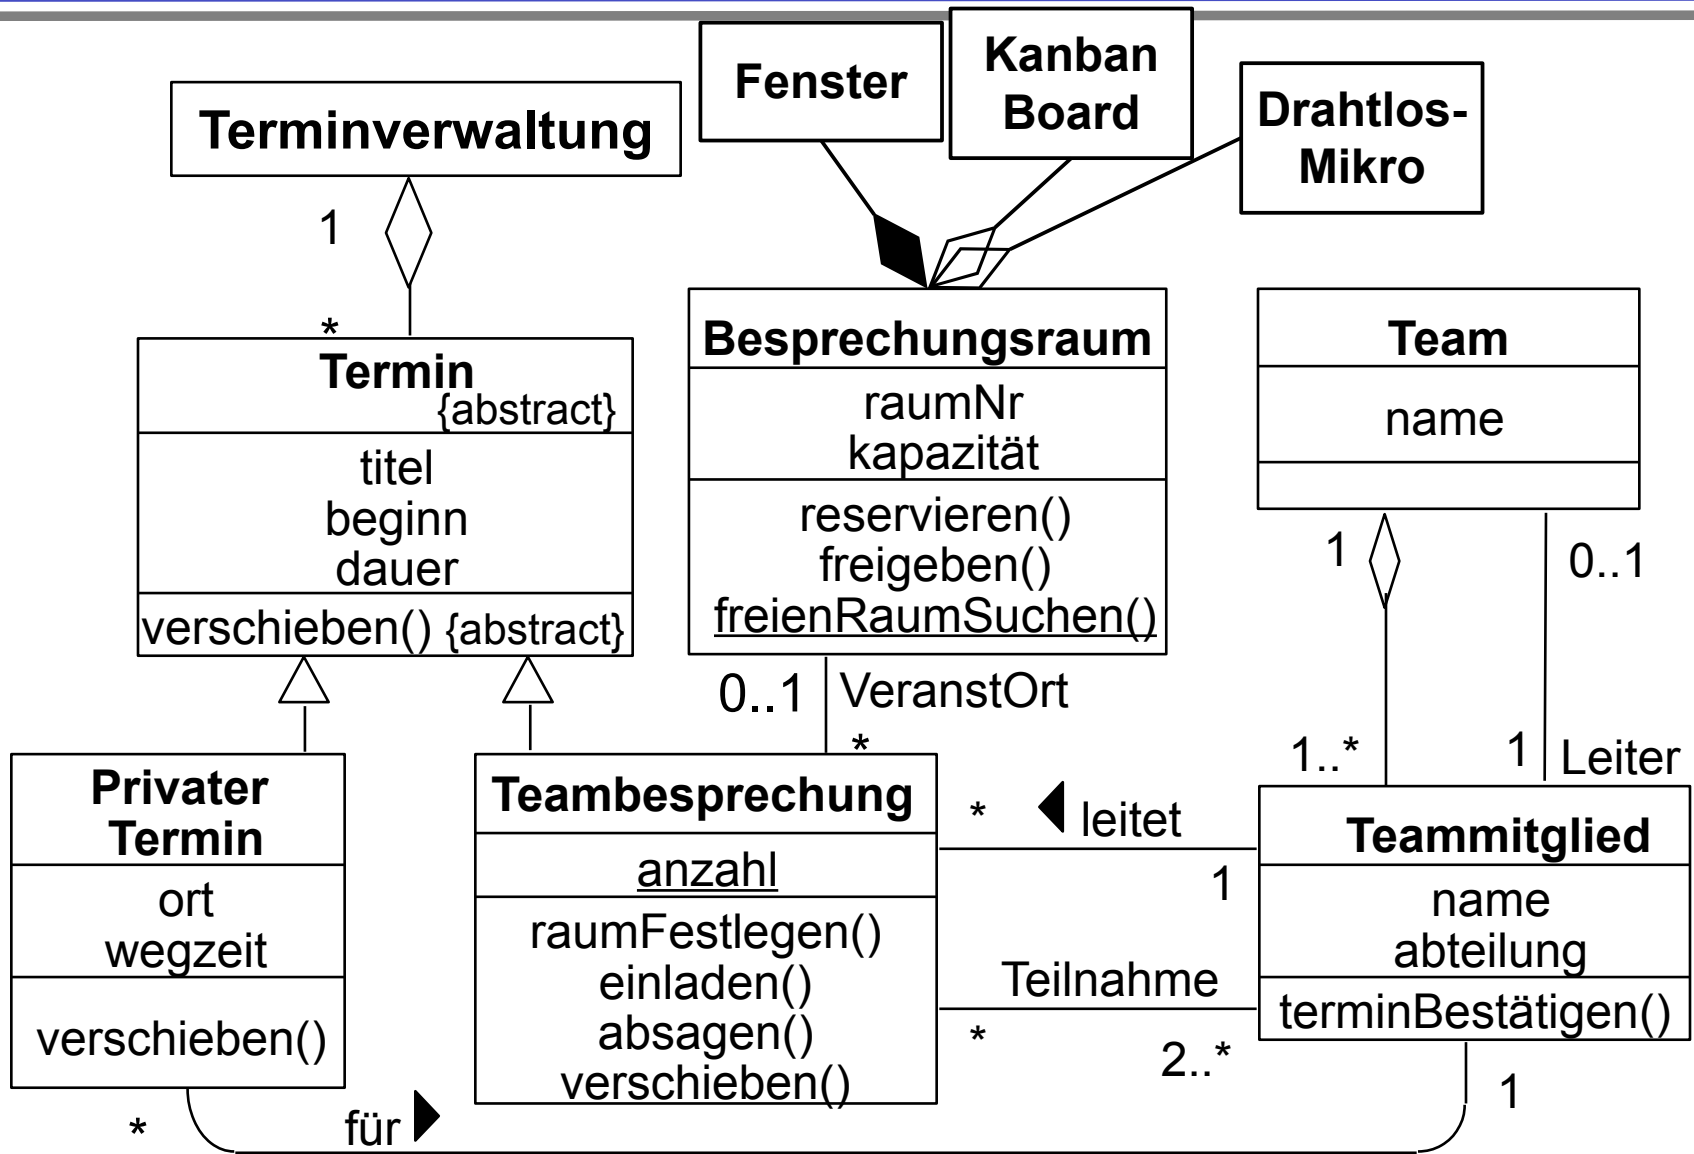 Fenster
Kanban
Board
Drahtlos-
Mikro
Terminverwaltung
1
*
Termin
{abstract}
titel
beginn
dauer
verschieben() {abstract}
Besprechungsraum
raumNr
kapazität
reservieren()
freigeben()
freienRaumSuchen()
0..1
VeranstOrt
*
Team
name
1
0..1
1..*
1
Leiter
Privater
Termin
ort
wegzeit
verschieben()
Teambesprechung
anzahl
raumFestlegen()
einladen()
absagen()
verschieben()
*
leitet
1
Teilnahme
*
2..*
Teammitglied
name
abteilung
terminBestätigen()
*
für
1